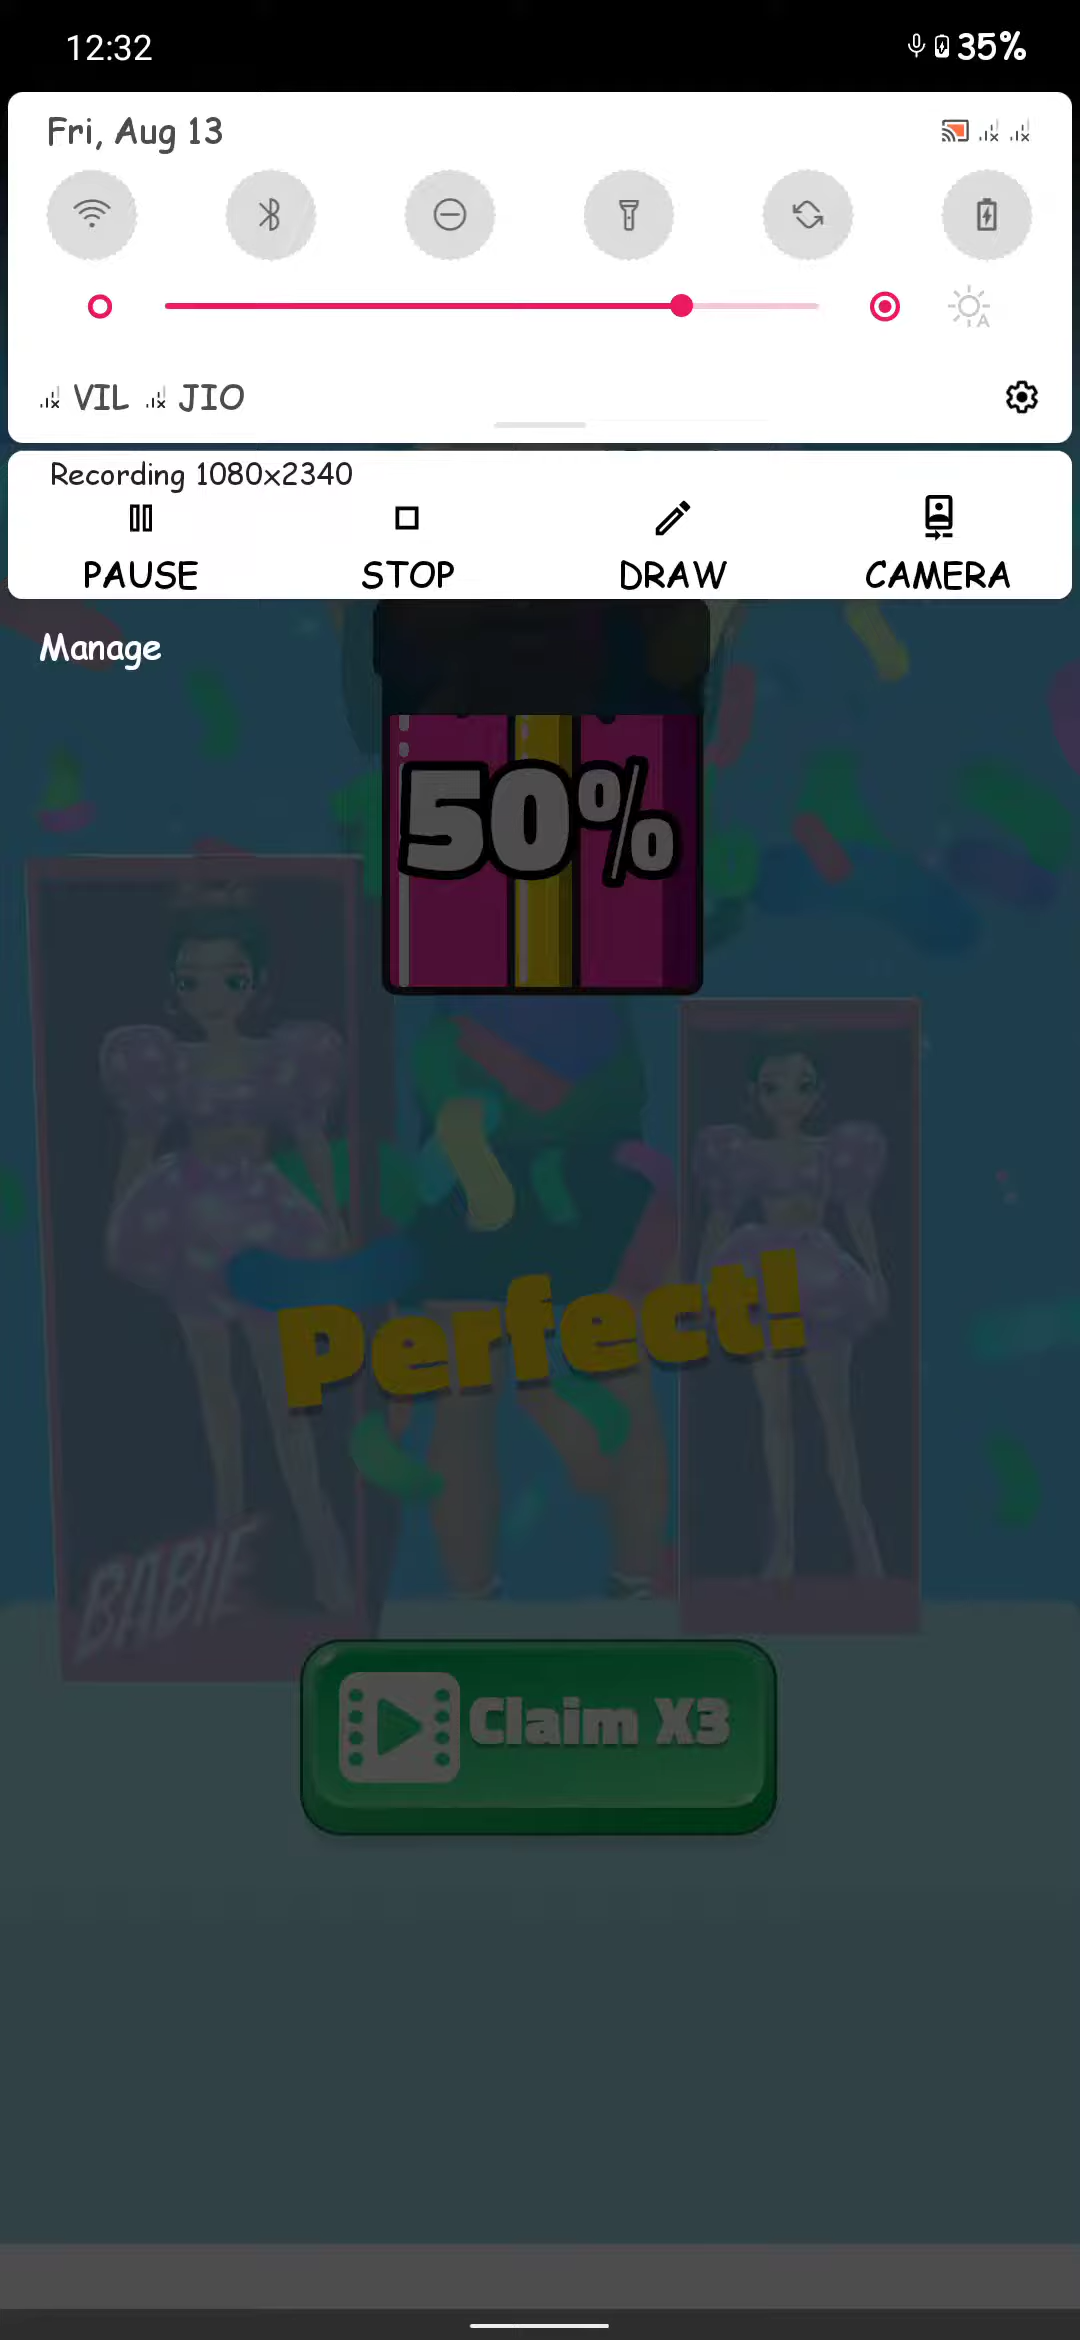 12:32 35%
Fri, Aug 13
A
VIL JIO
Recording 1080x2340
PAUSE STOP DRAW CAMERA
Manage
50%
Perfect!
BABIE
Claim X3